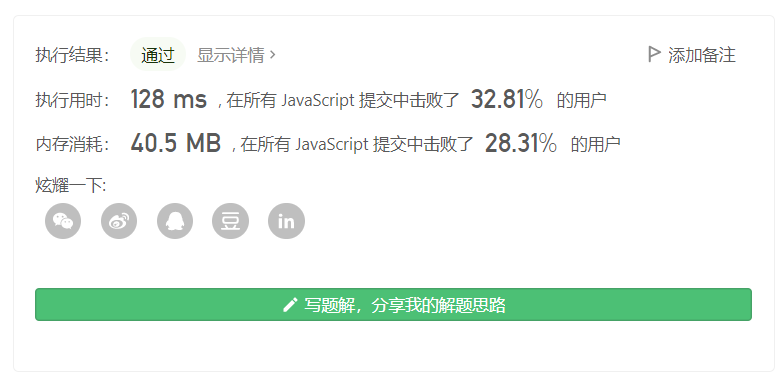 执行结果： 通过 显示详情 › 添加备注
执行用时： 128 ms , 在所有 JavaScript 提交中击败了 32.81% 的用户
内存消耗： 40.5 MB , 在所有 JavaScript 提交中击败了 28.31% 的用户
炫耀一下:
豆 in
写题解，分享我的解题思路